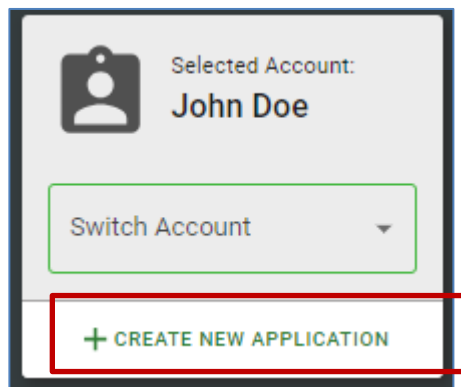 Selected Account:
John Doe
Switch Account
+ CREATE NEW APPLICATION